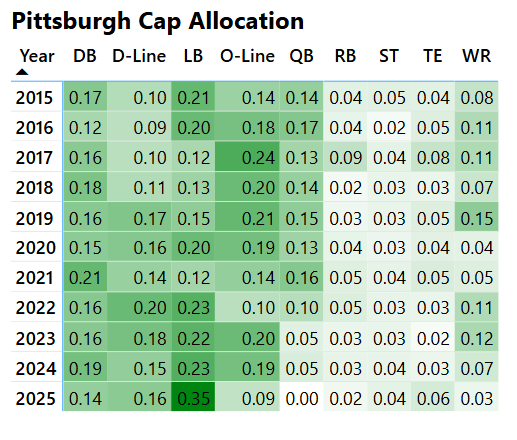 Pittsburgh Cap Allocation
Year DB D-Line LB O-Line QB RB ST TE WR
2015 0.17 0.10 0.21 0.14 0.14 0.04 0.05 0.04 0.08
2016 0.12 0.09 0.20 0.18 0.17 0.04 0.02 0.05 0.11
2017 0.16 0.10 0.12 0.24 0.13 0.09 0.04 0.08 0.11
2018 0.18 0.11 0.13 0.20 0.14 0.02 0.03 0.03 0.07
2019 0.16 0.17 0.15 0.21 0.15 0.03 0.03 0.05 0.15
2020 0.15 0.16 0.20 0.19 0.13 0.04 0.03 0.04 0.04
2021 0.21 0.14 0.12 0.14 0.16 0.05 0.04 0.05 0.05
2022 0.16 0.20 0.23 0.10 0.10 0.05 0.03 0.03 0.11
2023 0.16 0.18 0.22 0.20 0.05 0.03 0.03 0.02 0.12
2024 0.19 0.15 0.23 0.19 0.05 0.03 0.04 0.03 0.07
2025 0.14 0.16 0.35 0.09 0.00 0.02 0.04 0.06 0.03